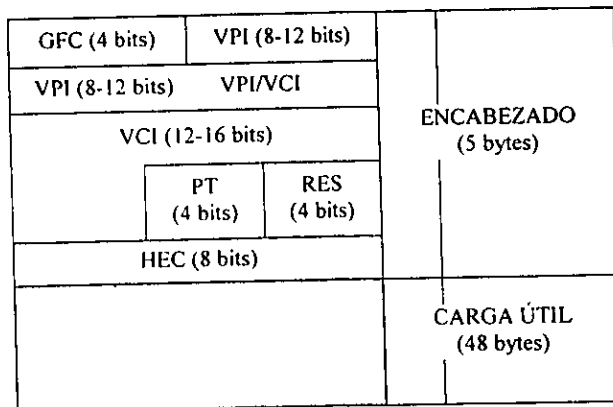 GFC (4 bits)
VPI (8-12 bits)
VPI (8-12 bits)
VPI/VCI
VCI (12-16 bits)
PT
(4 bits)
RES
(4 bits)
HEC (8 bits)
ENCABEZADO
(5 bytes)
CARGA ÚTIL
(48 bytes)